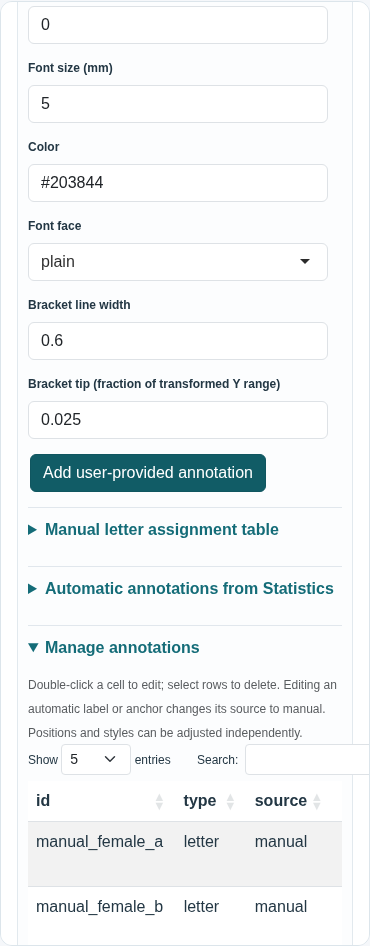 0
Font size (mm)
5
Color
#203844
Font face
plain
Bracket line width
0.6
Bracket tip (fraction of transformed Y range)
0.025
Add user-provided annotation
Manual letter assignment table
Automatic annotations from Statistics
Manage annotations
Double-click a cell to edit; select rows to delete. Editing an
automatic label or anchor changes its source to manual.
Positions and styles can be adjusted independently.
Show 5 entries Search:
id type source
manual_female_a letter manual
manual_female_b letter manual